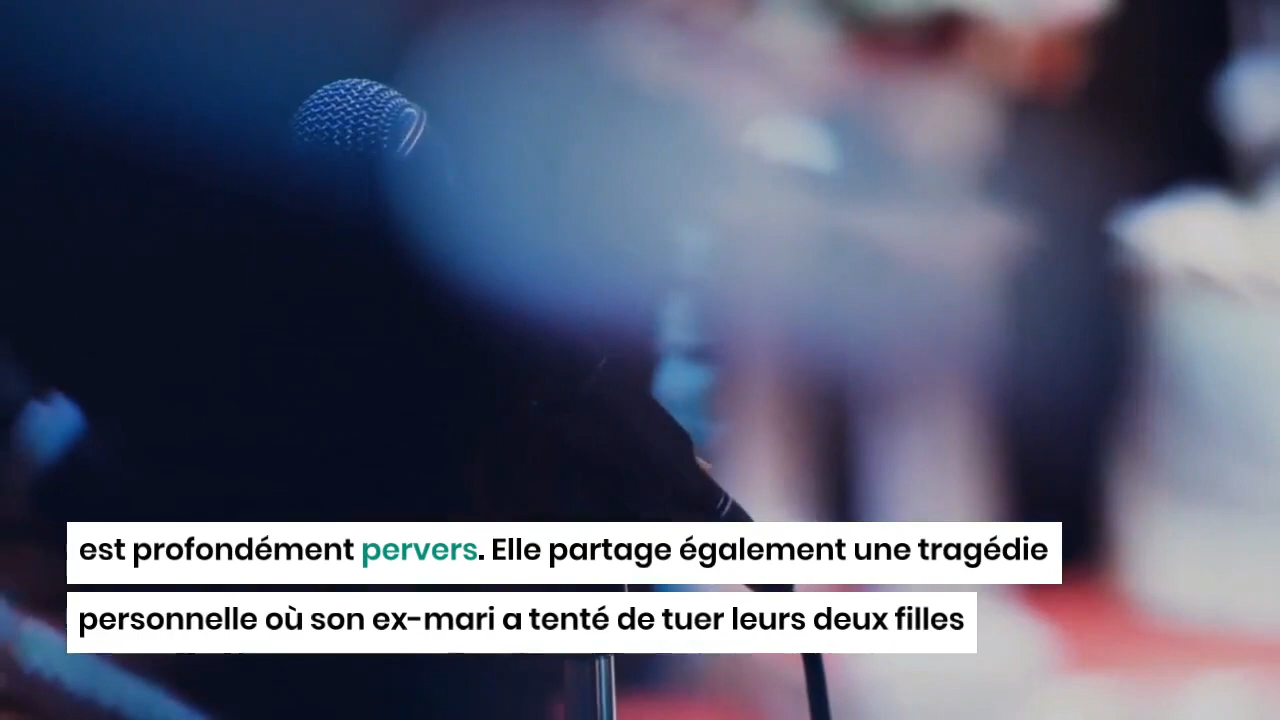 est profondément pervers. Elle partage également une tragédie
personnelle où son ex-mari a tenté de tuer leurs deux filles